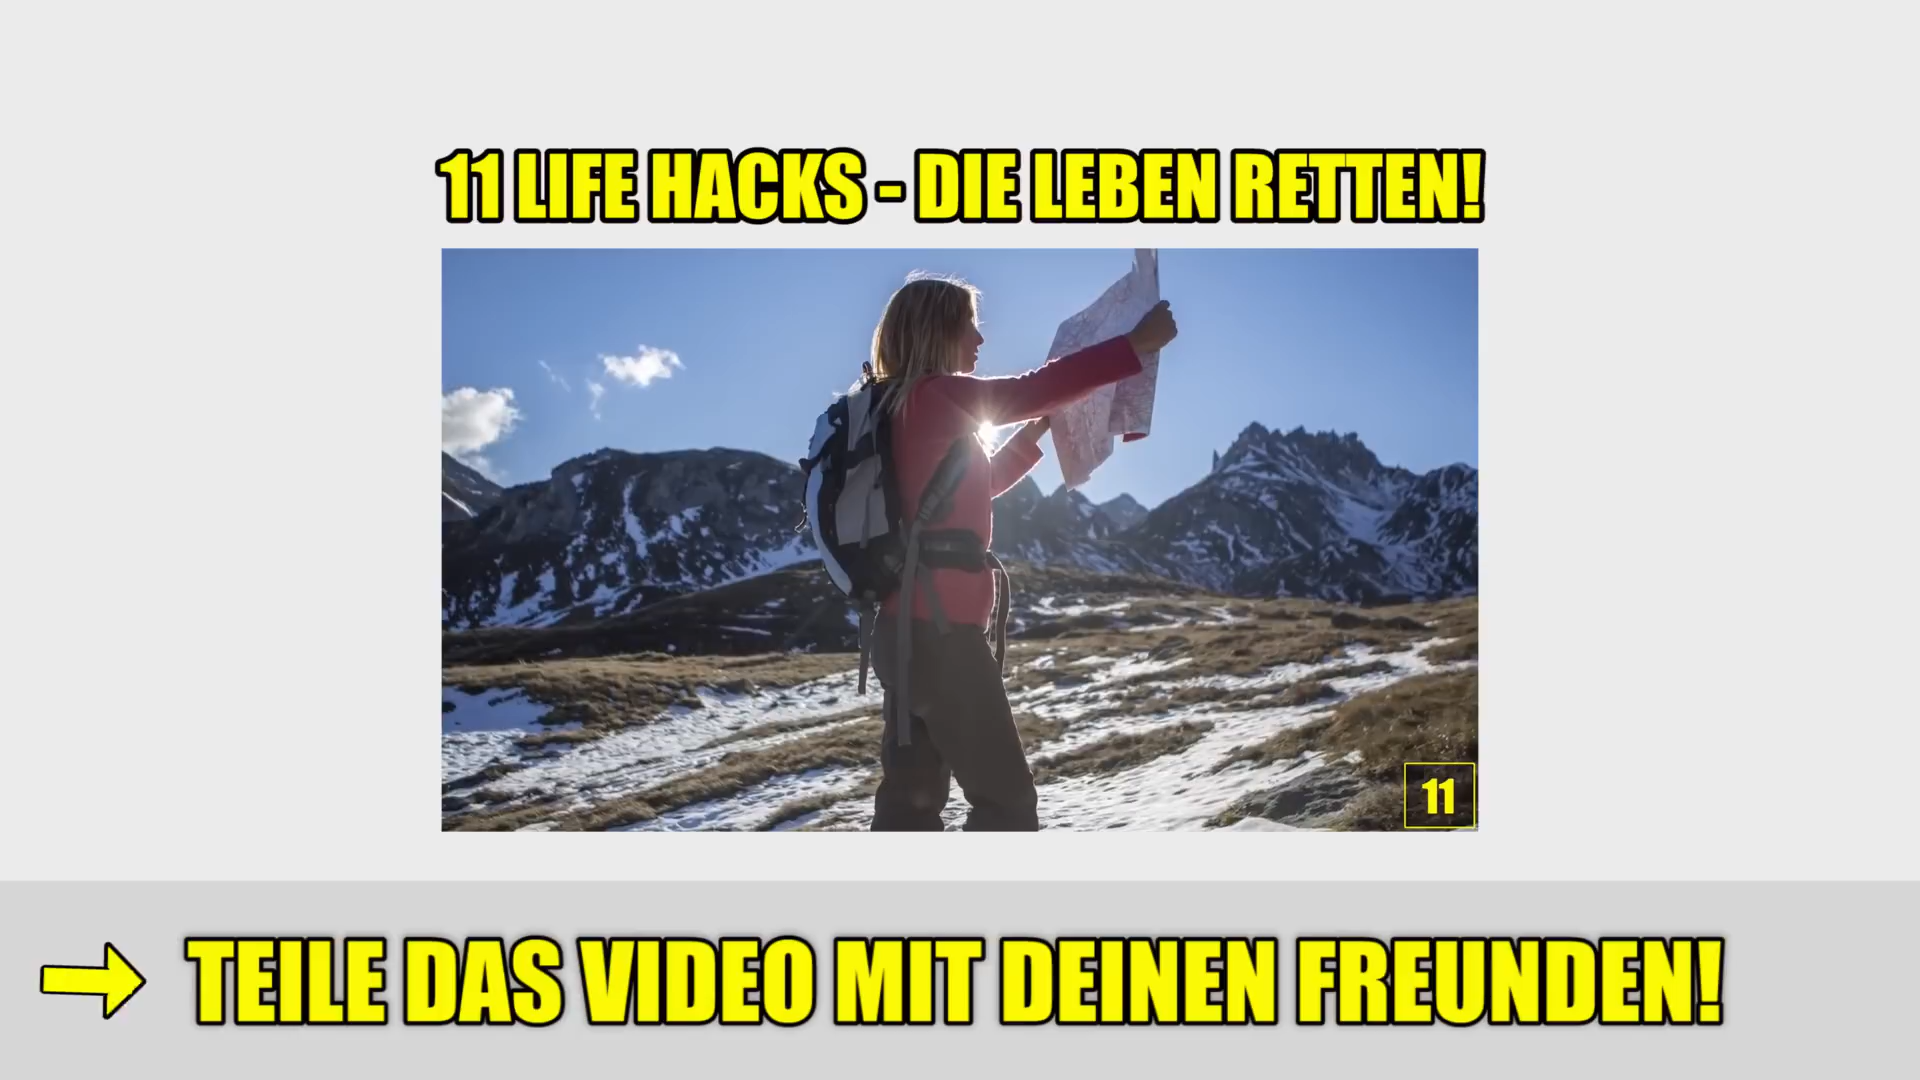 11 LIFE HACKS - DIE LEBEN RETTEN!
11
TEILE DAS VIDEO MIT DEINEN FREUNDEN!